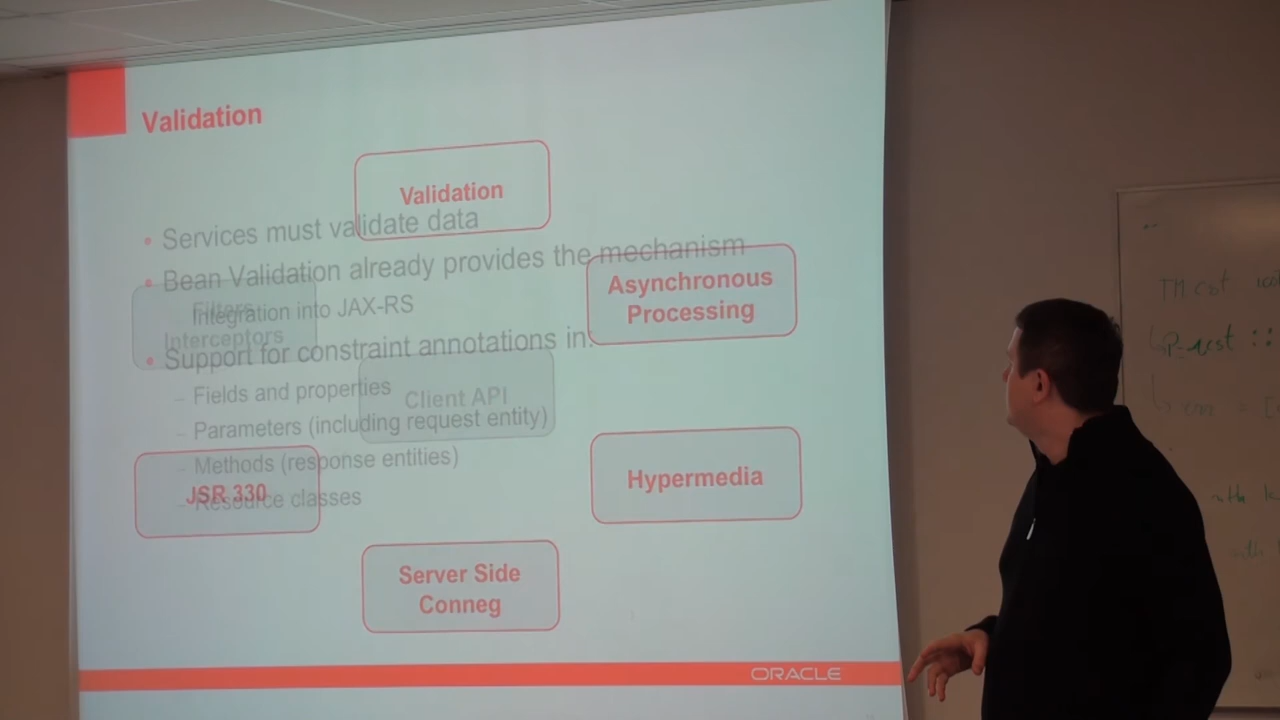 Validation
Validation
Services must validate data
Bean Validation already provides the mechanism
Integration into JAX-RS
Support for constraint annotations in:
Fields and properties
Parameters (including request entity)
Methods (response entities)
Resource classes
Filters
Interceptors
Asynchronous
Processing
Client API
JSR 330
Hypermedia
Server Side
Conneg
ORACLE